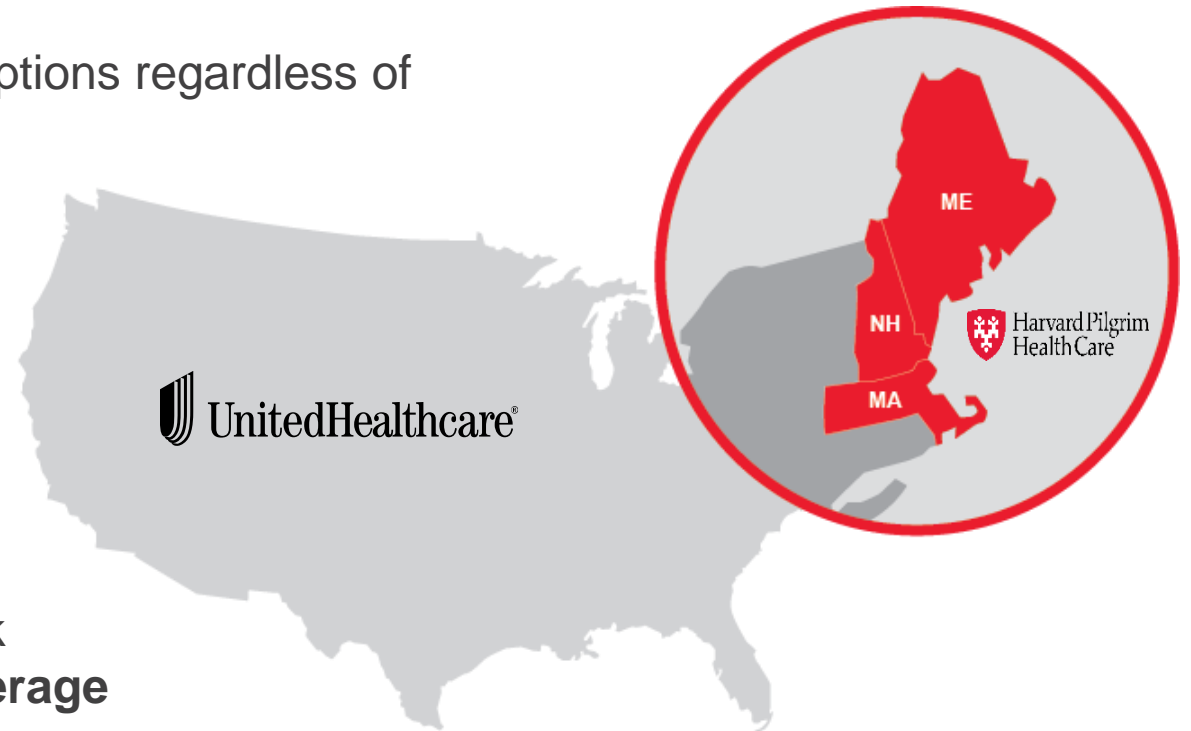 ptions regardless of
ME
NH
Harvard Pilgrim
Health Care
MA
UnitedHealthcare®
k
erage